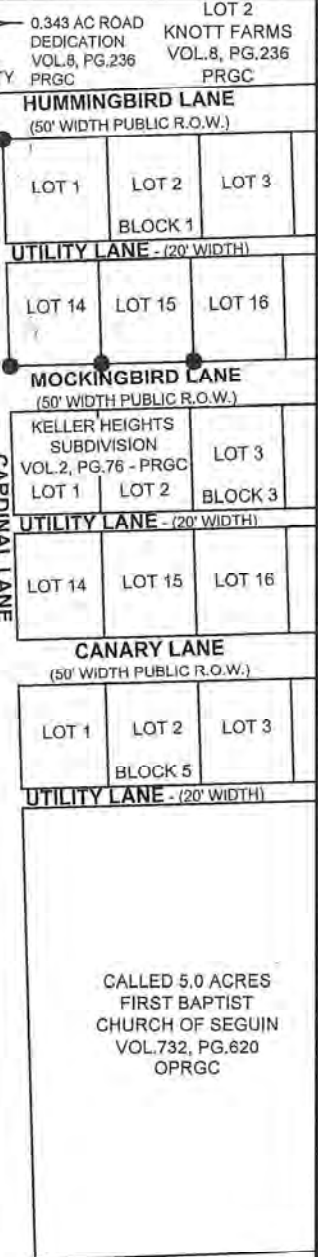 0.343 AC ROAD
DEDICATION
VOL.8, PG.236
PRGC
LOT 2
KNOTT FARMS
VOL.8, PG.236
PRGC
TY
HUMMINGBIRD LANE
(50' WIDTH PUBLIC R.O.W.)
LOT 1
LOT 2
LOT 3
BLOCK 1
UTILITY LANE - (20' WIDTH)
LOT 14
LOT 15
LOT 16
MOCKINGBIRD LANE
(50' WIDTH PUBLIC R.O.W.)
KELLER HEIGHTS
SUBDIVISION
VOL.2, PG.76 - PRGC
LOT 1
LOT 2
LOT 3
BLOCK 3
UTILITY LANE - (20' WIDTH)
CARDINAL LANE
LOT 14
LOT 15
LOT 16
CANARY LANE
(50' WIDTH PUBLIC R.O.W.)
LOT 1
LOT 2
LOT 3
BLOCK 5
UTILITY LANE - (20' WIDTH)
CALLED 5.0 ACRES
FIRST BAPTIST
CHURCH OF SEGUIN
VOL.732, PG.620
OPRGC